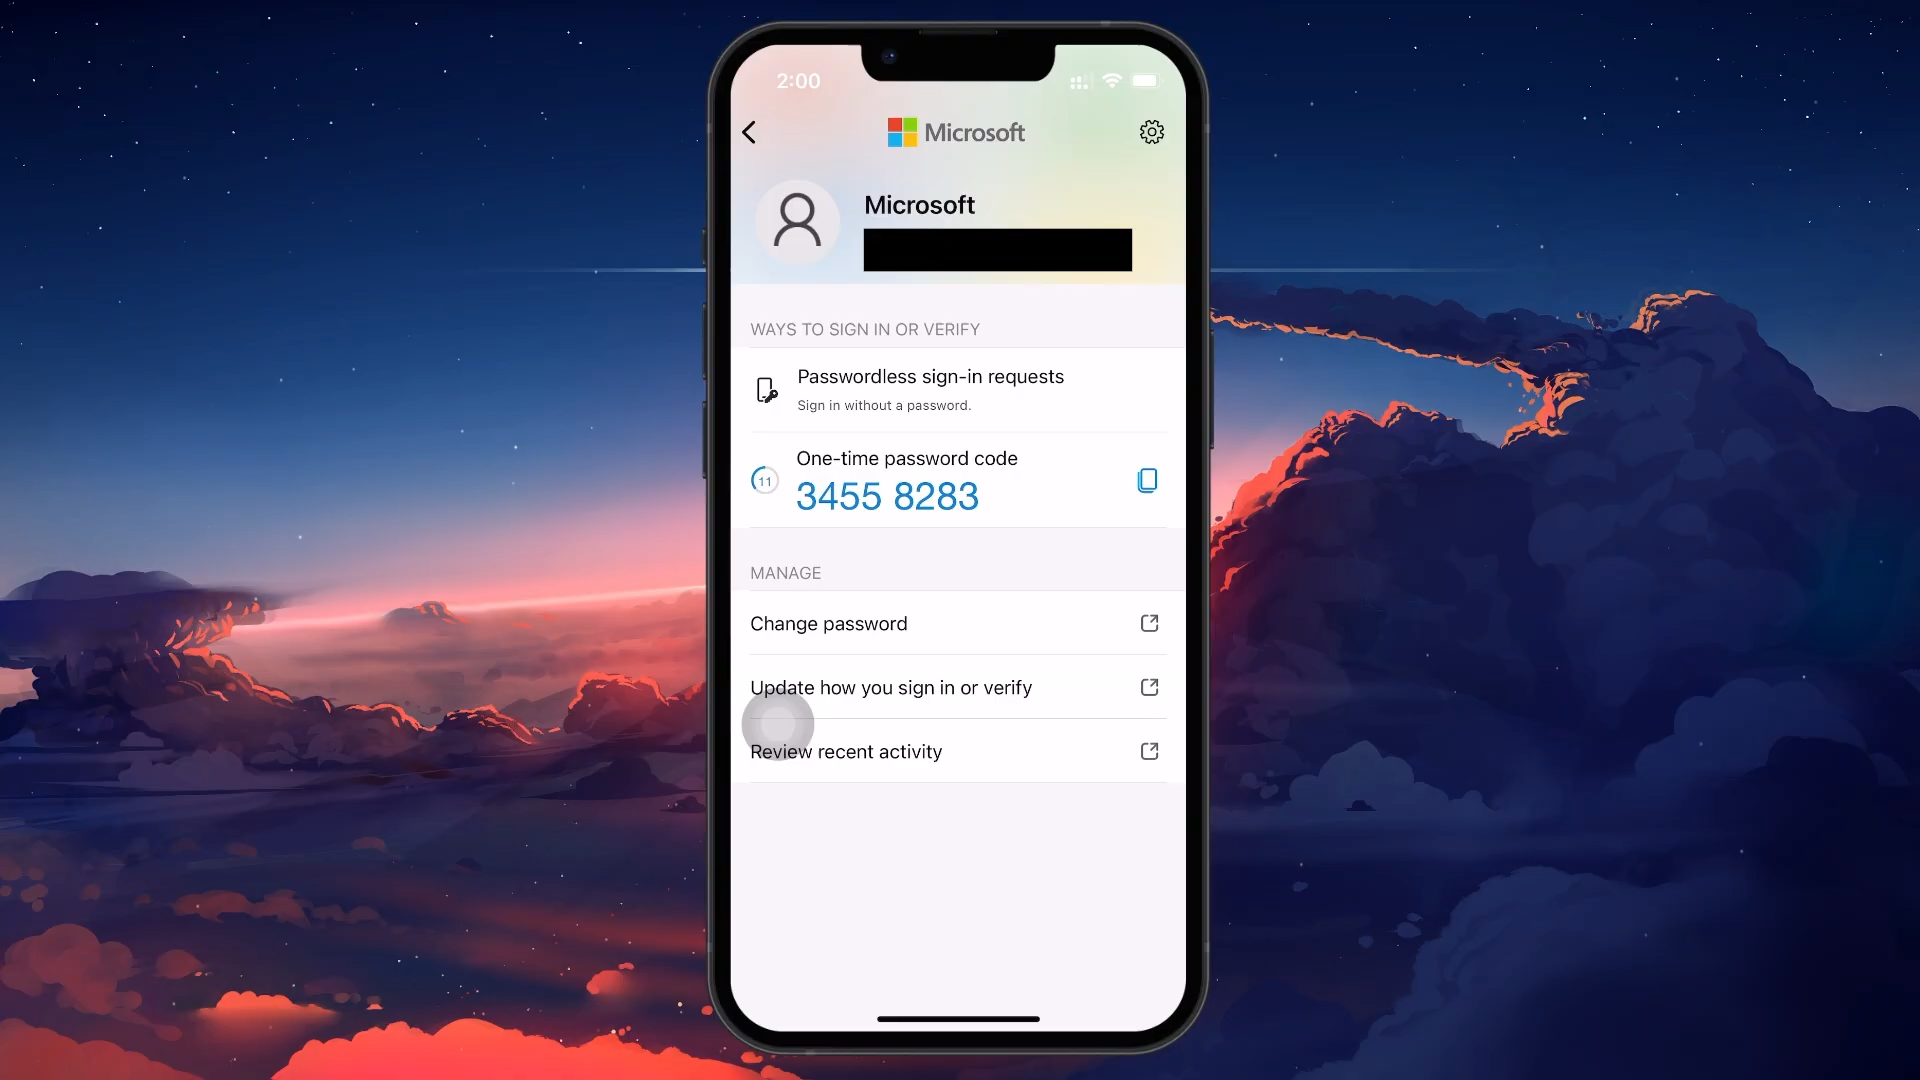 2:00
Microsoft
Microsoft
WAYS TO SIGN IN OR VERIFY
Passwordless sign-in requests
Sign in without a password.
One-time password code
11
3455 8283
MANAGE
Change password
Update how you sign in or verify
Review recent activity